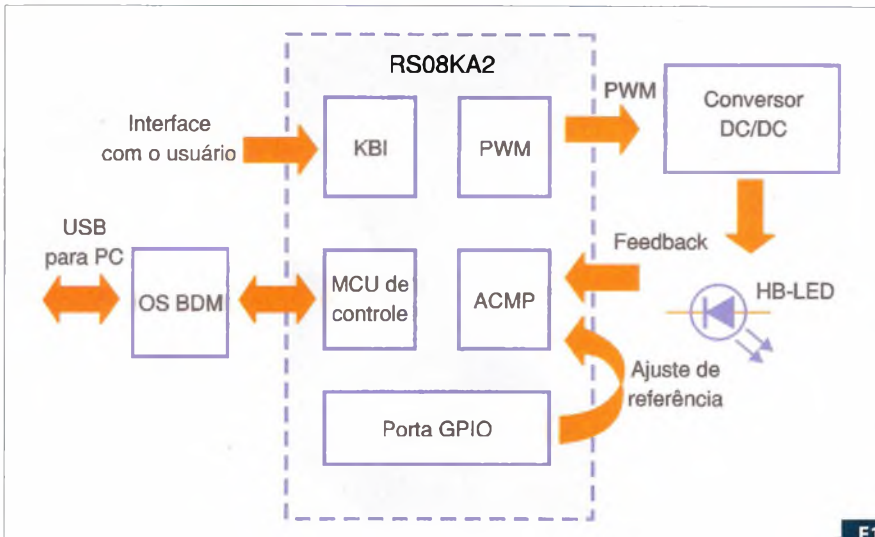 RS08KA2
Interface
com o usuário
KBI
PWM
PWM
Conversor
DC/DC
USB
para PC
OS BDM
MCU de
controle
ACMP
Feedback
HB-LED
Ajuste de
referência
Porta GPIO